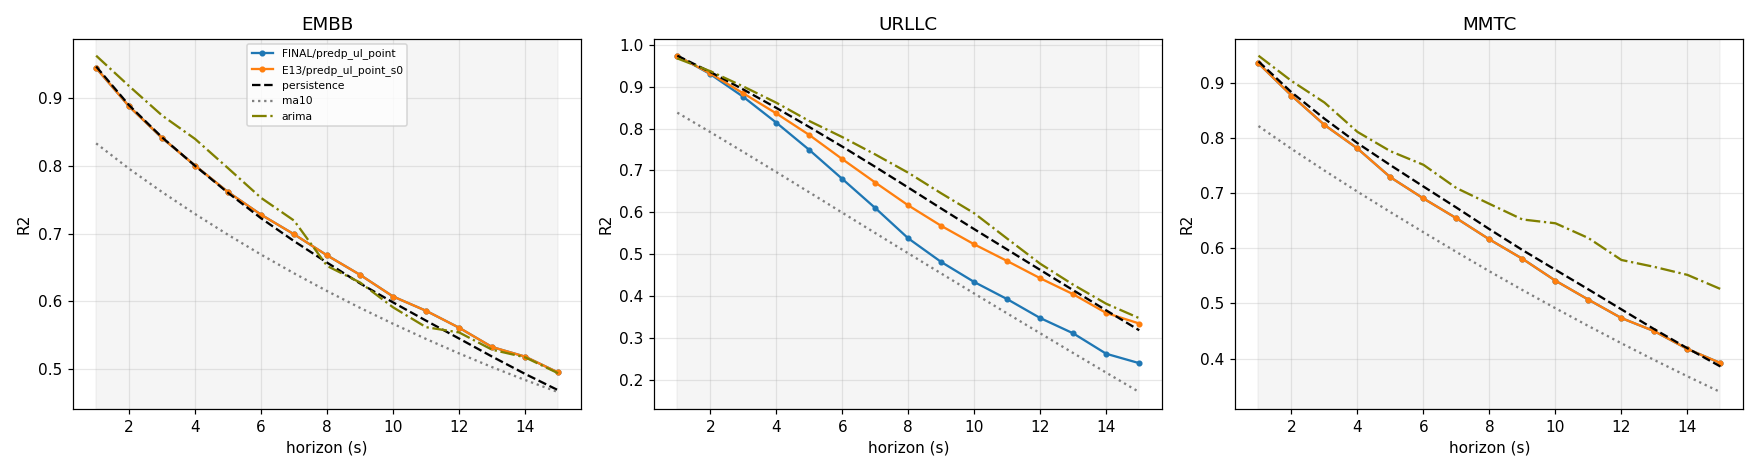 EMBB
URLLC
MMTC
FINAL/predp_ul_point
E13/predp_ul_point_s0
persistence
ma10
arima
R2
0.9
0.8
0.7
0.6
0.5
2 4 6 8 10 12 14
horizon (s)
R2
1.0
0.9
0.8
0.7
0.6
0.5
0.4
0.3
0.2
2 4 6 8 10 12 14
horizon (s)
R2
0.9
0.8
0.7
0.6
0.5
0.4
2 4 6 8 10 12 14
horizon (s)